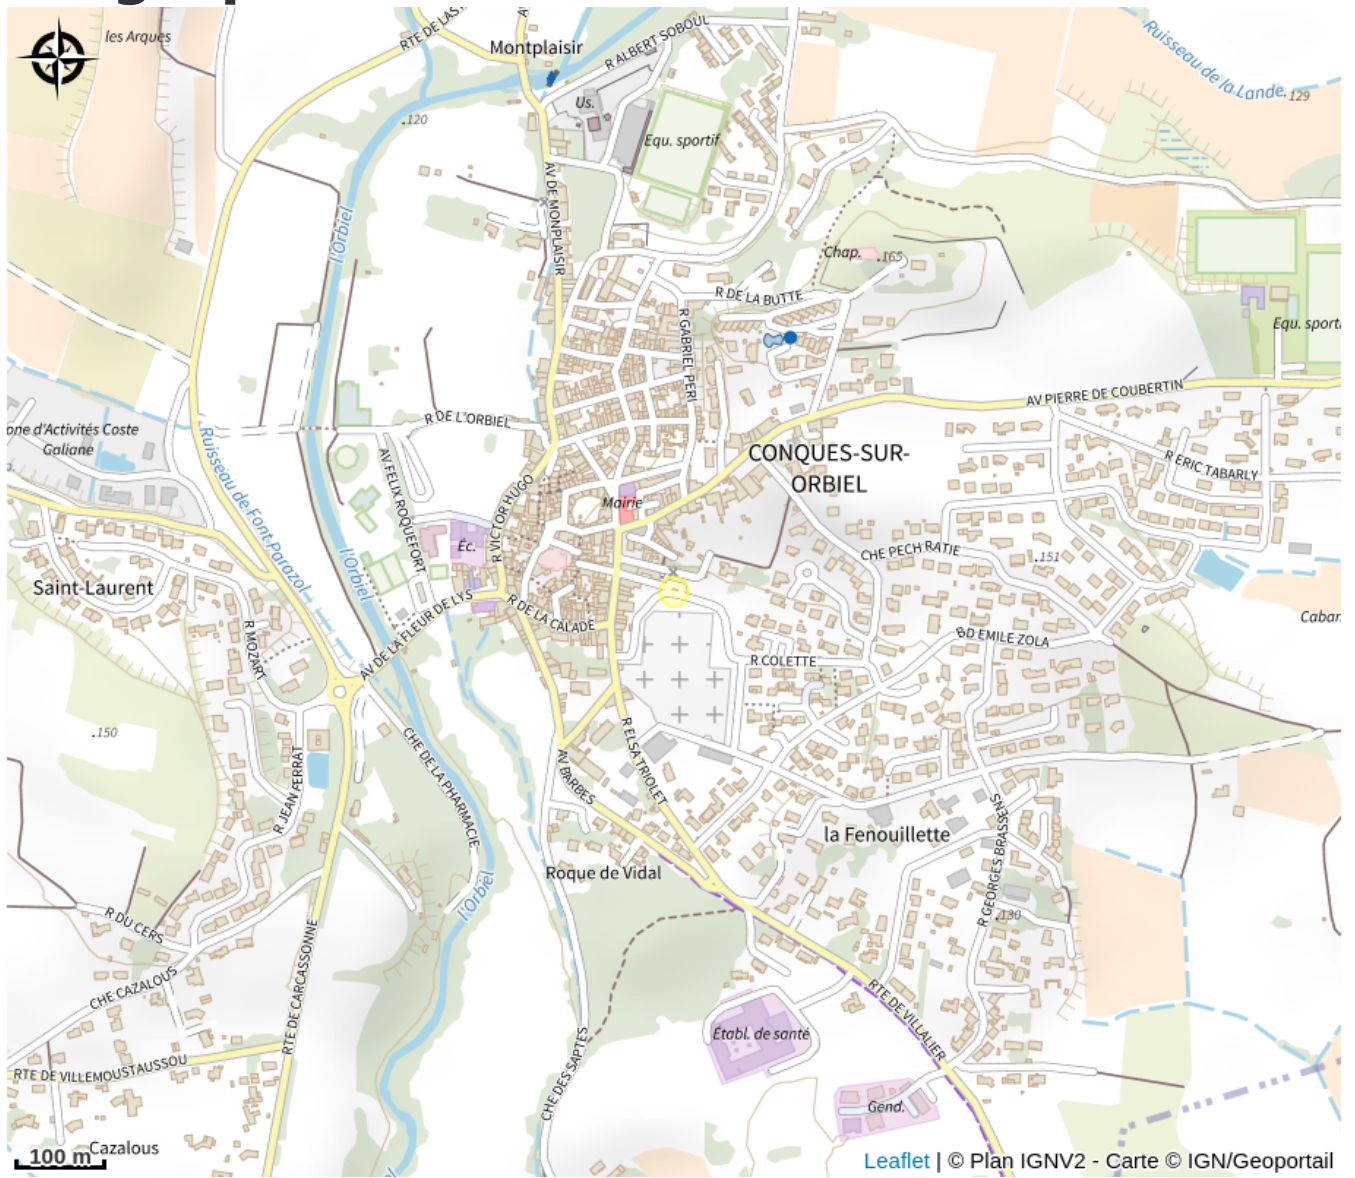 les Arques
RTE DE LAS
Montplaisir
R ALBERT SOBOUL
Ruisseau de la Lande
.129
Us.
.120
Equ. sportif
AV DE MONPLAISIR
l'Orbiel
Chap.
.165
R DE LA BUTTE
R GABRIEL PERI
Equ. sport
AV PIERRE DE COUBERTIN
R DE L'ORBIEL
one d'Activités Coste
Galiane
Ruisseau de Font-Parazol
AV FELIX ROQUEFORT
R VICTOR HUGO
CONQUES-SUR-
ORBIEL
R ERIC TABARLY
Mairie
Éc.
CHE PECH RATIE
.151
l'Orbiel
Saint-Laurent
R MOZART
AV DE LA FLEUR DE LYS
R DE LA CALADE
BD EMILE ZOLA
Caban
R COLETTE
.150
CHE DE LA PHARMACIE
R ELSA TRIOLET
AV BARBES
R JEAN FERRAT
la Fenouillette
R GEORGES BRASSENS
Roque de Vidal
l'Orbiel
.130
R DU CERS
CHE CAZALOUS
RTE DE CARCASSONNE
RTE DE VILLALIER
Établ. de santé
CHE DES SAPTES
RTE DE VILLEMOUSTAUSSOU
Gend.
Cazalous
100 m
Leaflet | © Plan IGNV2 - Carte © IGN/Geoportail